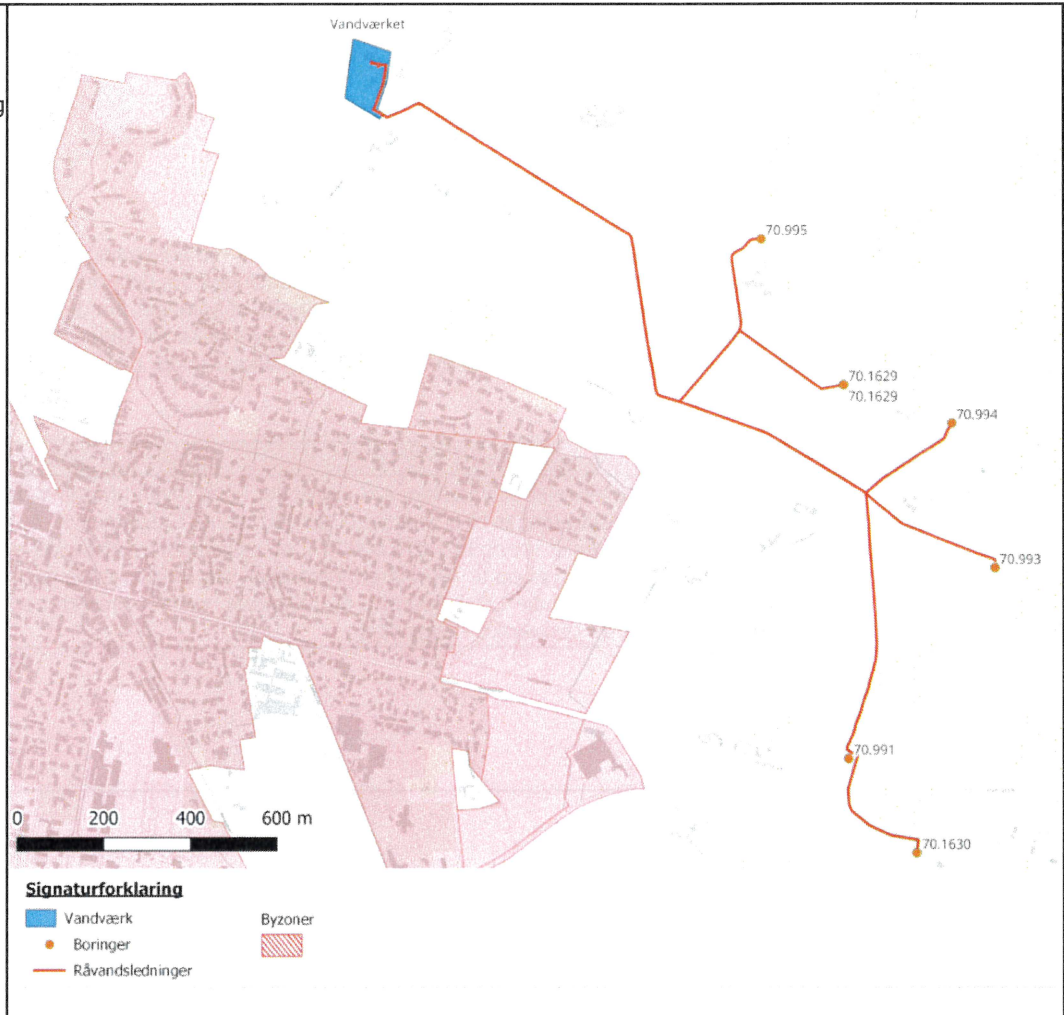 Vandværket
g
70.995
70.1629
70.1629
70.994
70.993
70.991
70.1630
0 200 400 600 m
Signaturforklaring
Vandværk
Byzoner
Boringer
Råvandsledninger